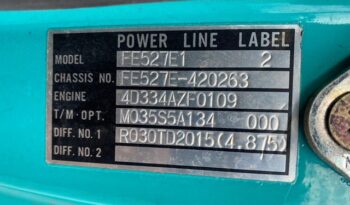 POWER LINE LABEL
MODEL FE527E1 2
CHASSIS NO. FE527E-420263
ENGINE 4D334AZF0109
T/M·OPT. M035S5A134 000
DIFF. NO. 1 R030TD2015(4.875)
DIFF. NO. 2